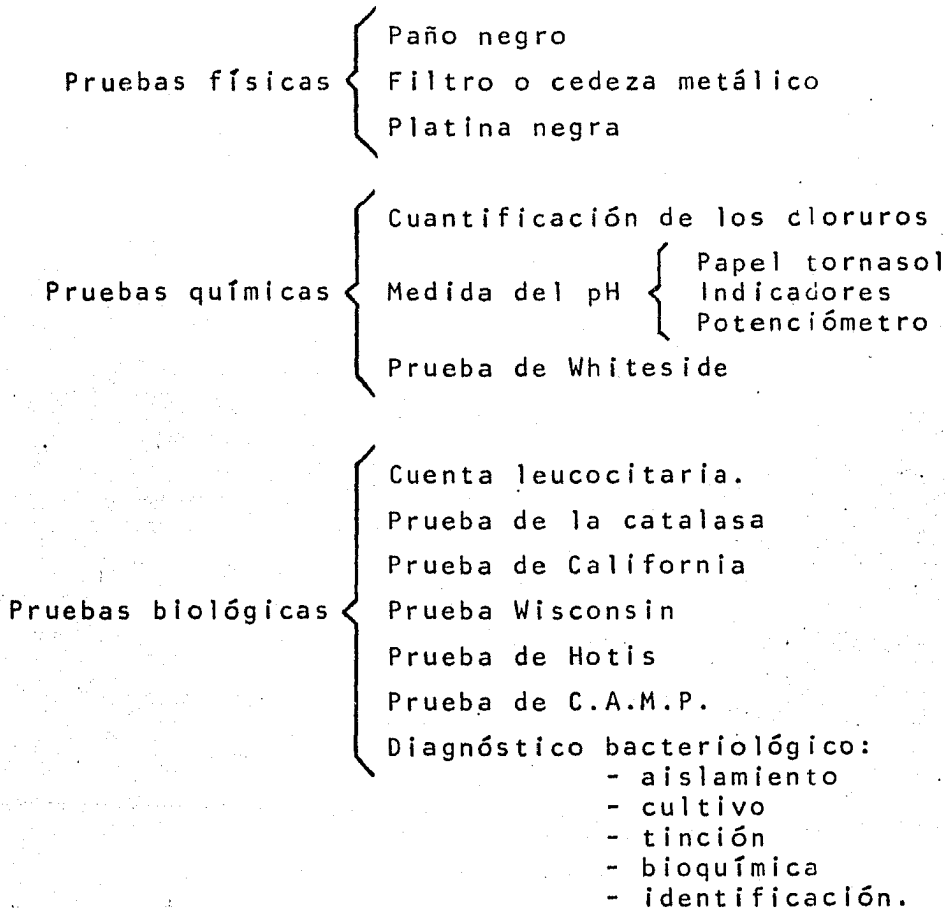 Paño negro
Pruebas físicas
Filtro o cedeza metálico
Platina negra
Cuantificación de los cloruros
Papel tornasol
Pruebas químicas
Medida del pH
Indicadores
Potenciómetro
Prueba de Whiteside
Cuenta leucocitaria.
Prueba de la catalasa
Prueba de California
Pruebas biológicas
Prueba Wisconsin
Prueba de Hotis
Prueba de C.A.M.P.
Diagnóstico bacteriológico:
- aislamiento
- cultivo
- tinción
- bioquímica
- identificación.